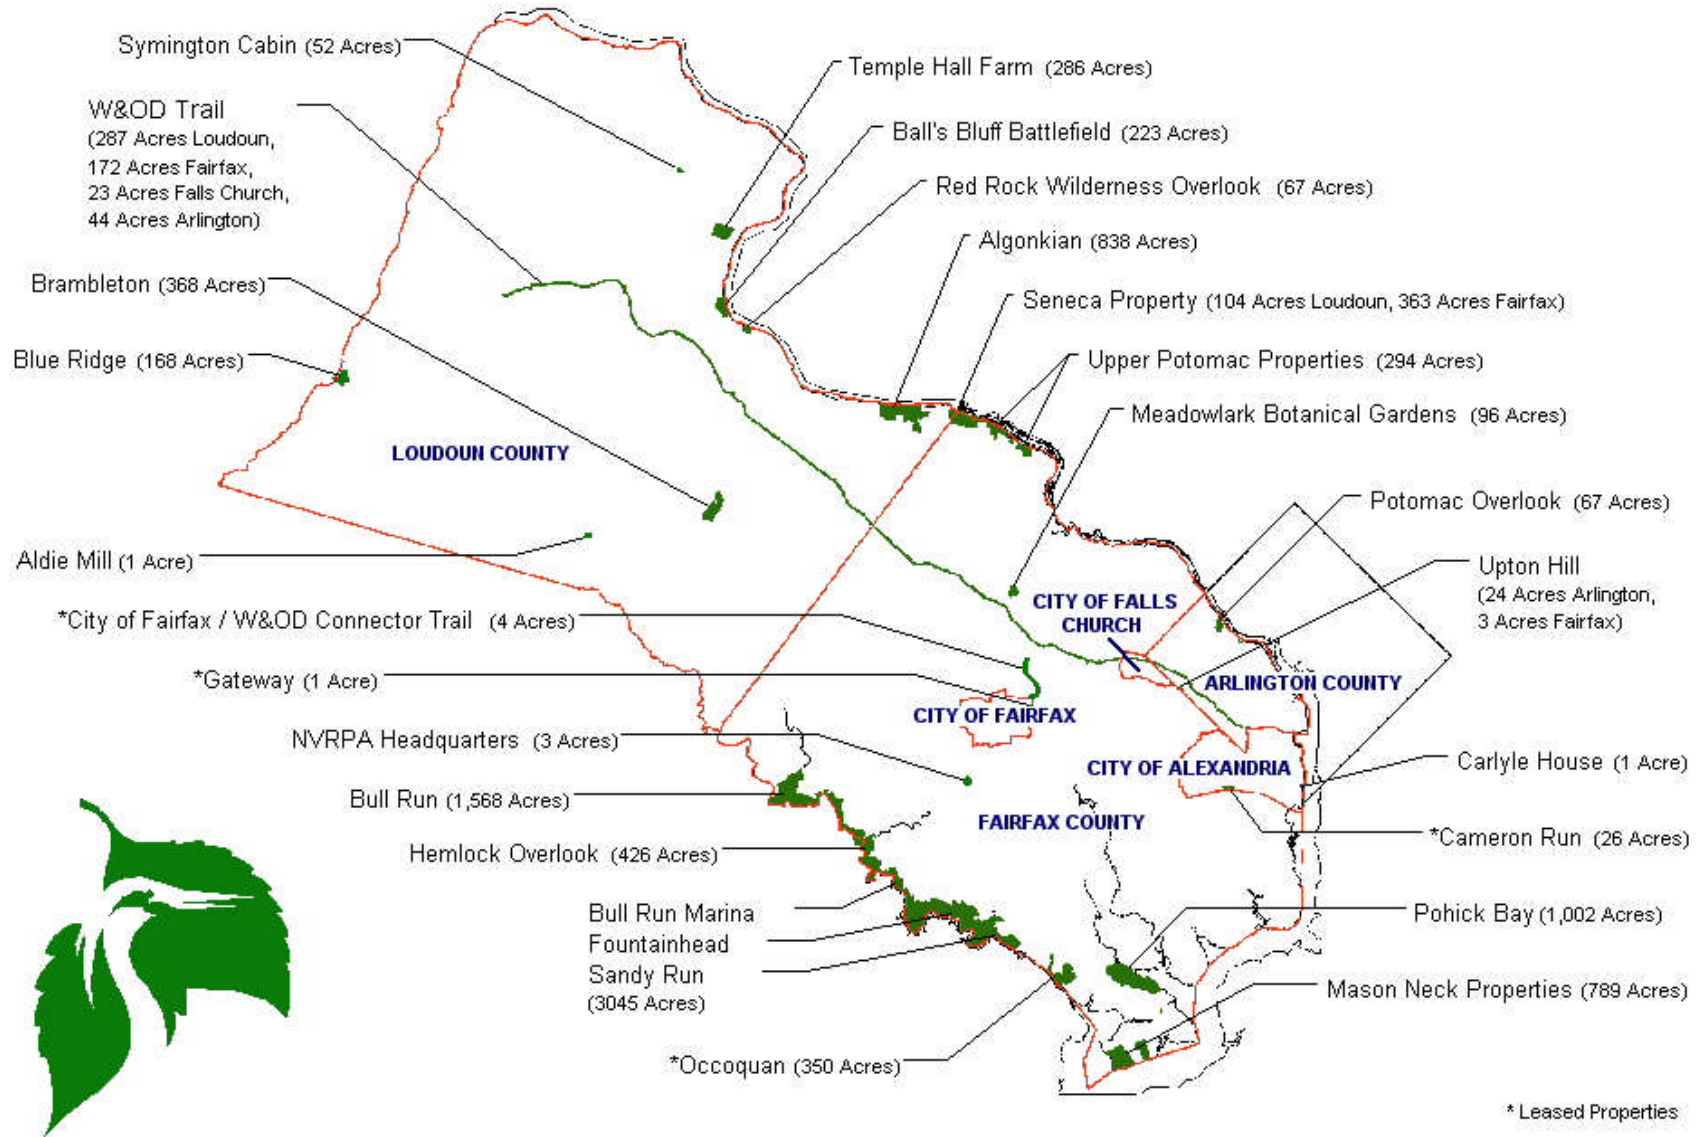 Symington Cabin (52 Acres)
W&OD Trail
(287 Acres Loudoun,
172 Acres Fairfax,
23 Acres Falls Church,
44 Acres Arlington)
Brambleton (368 Acres)
Blue Ridge (168 Acres)
Aldie Mill (1 Acre)
*City of Fairfax / W&OD Connector Trail (4 Acres)
*Gateway (1 Acre)
NVRPA Headquarters (3 Acres)
Bull Run (1,568 Acres)
Hemlock Overlook (426 Acres)
Bull Run Marina
Fountainhead
Sandy Run
(3045 Acres)
*Occoquan (350 Acres)
Temple Hall Farm (286 Acres)
Ball's Bluff Battlefield (223 Acres)
Red Rock Wilderness Overlook (67 Acres)
Algonkian (838 Acres)
Seneca Property (104 Acres Loudoun, 363 Acres Fairfax)
Upper Potomac Properties (294 Acres)
Meadowlark Botanical Gardens (96 Acres)
Potomac Overlook (67 Acres)
Upton Hill
(24 Acres Arlington,
3 Acres Fairfax)
Carlyle House (1 Acre)
*Cameron Run (26 Acres)
Pohick Bay (1,002 Acres)
Mason Neck Properties (789 Acres)
LOUDOUN COUNTY
CITY OF FALLS
CHURCH
ARLINGTON COUNTY
CITY OF FAIRFAX
CITY OF ALEXANDRIA
FAIRFAX COUNTY
* Leased Properties